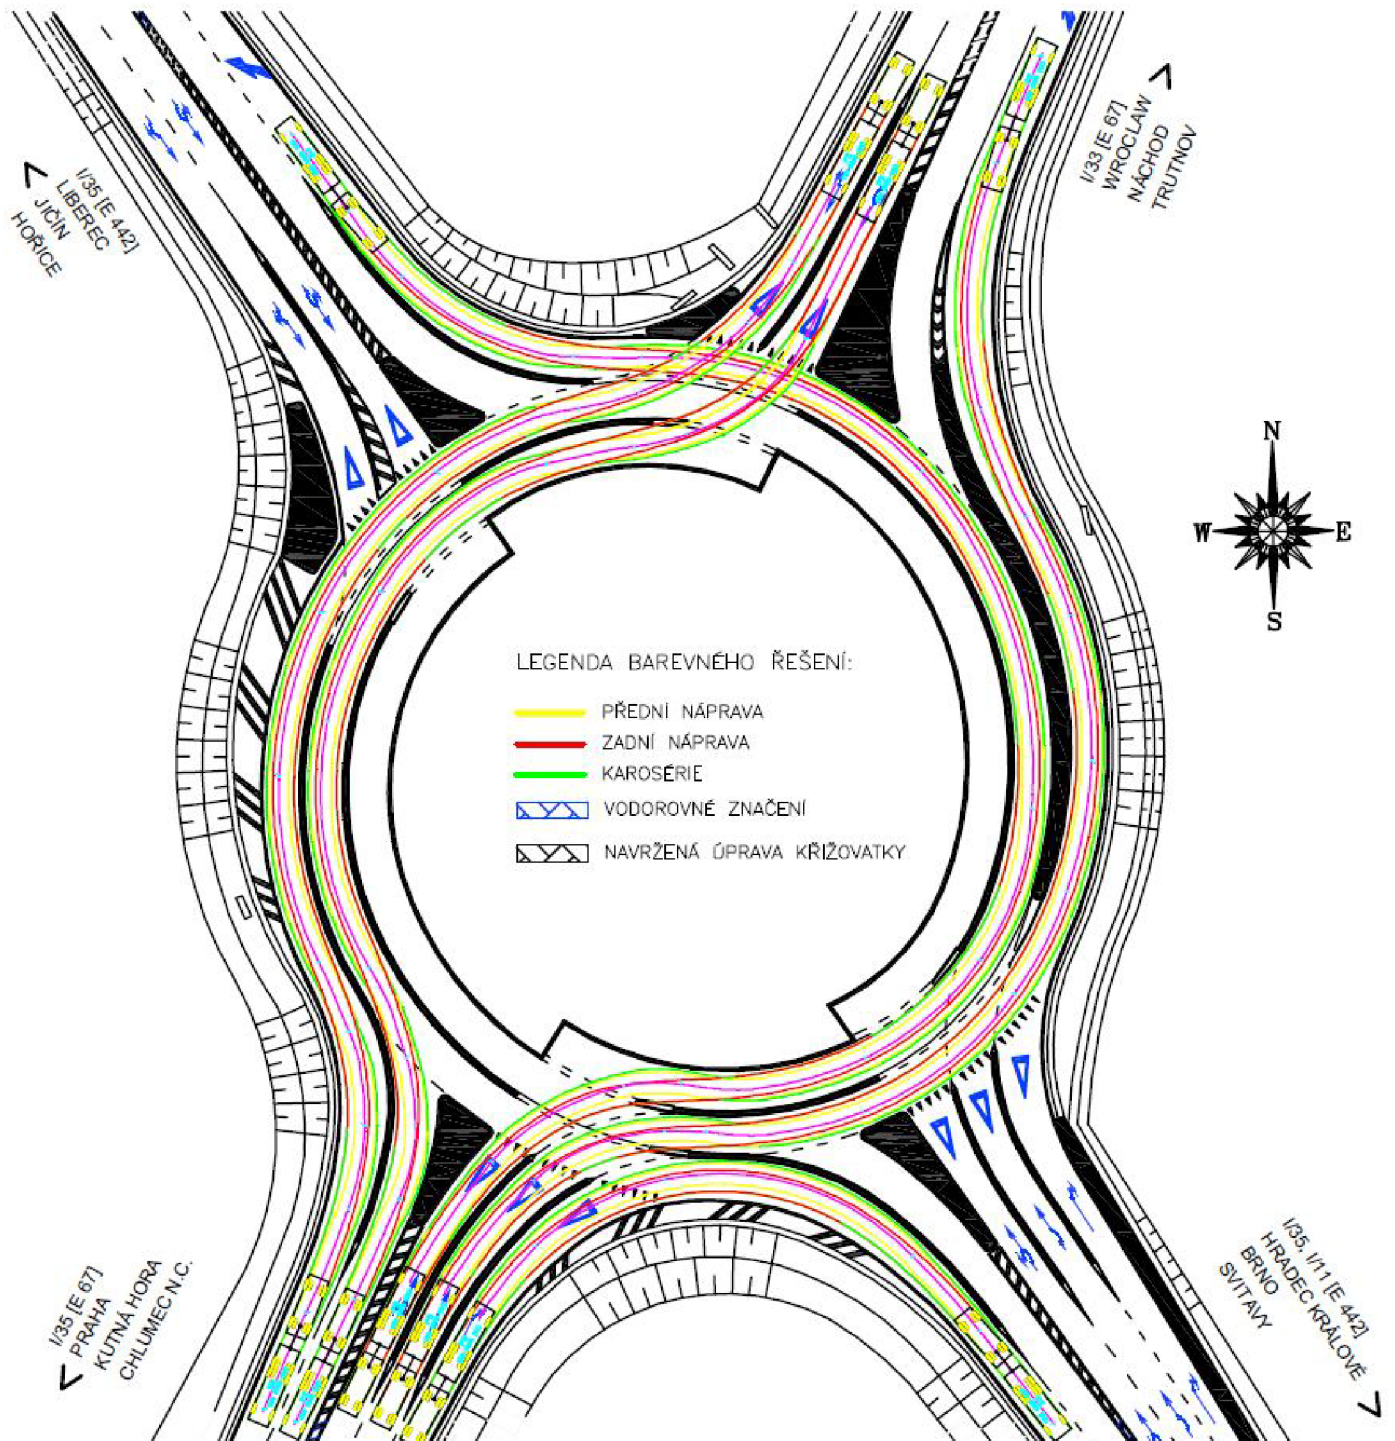 I/35 [E 442]
LIBEREC
JIČÍN
HOŘICE
I/33 [E 67]
WROCLAW
NÁCHOD
TRUTNOV
N
W
E
S
LEGENDA BAREVNÉHO ŘEŠENÍ:
PŘEDNÍ NÁPRAVA
ZADNÍ NÁPRAVA
KAROSÉRIE
VODOROVNÉ ZNAČENÍ
NAVRŽENÁ ÚPRAVA KŘIŽOVATKY
I/35 [E 67]
PRAHA
KUTNÁ HORA
CHLUMEC N.C.
I/35, I/11 [E 442]
HRADEC KRÁLOVÉ
BRNO
SVITAVY